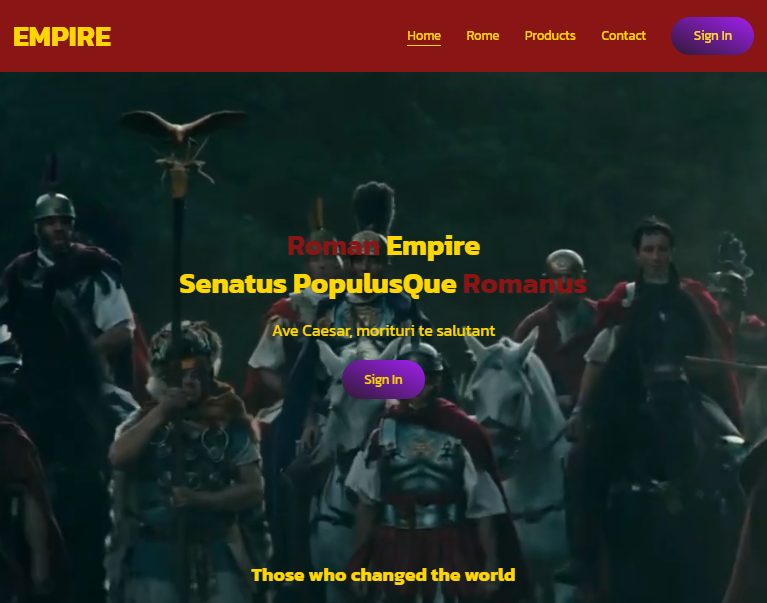 EMPIRE
Home Rome Products Contact Sign In
Roman Empire
Senatus PopulusQue Romanus
Ave Caesar, morituri te salutant
Sign In
Those who changed the world